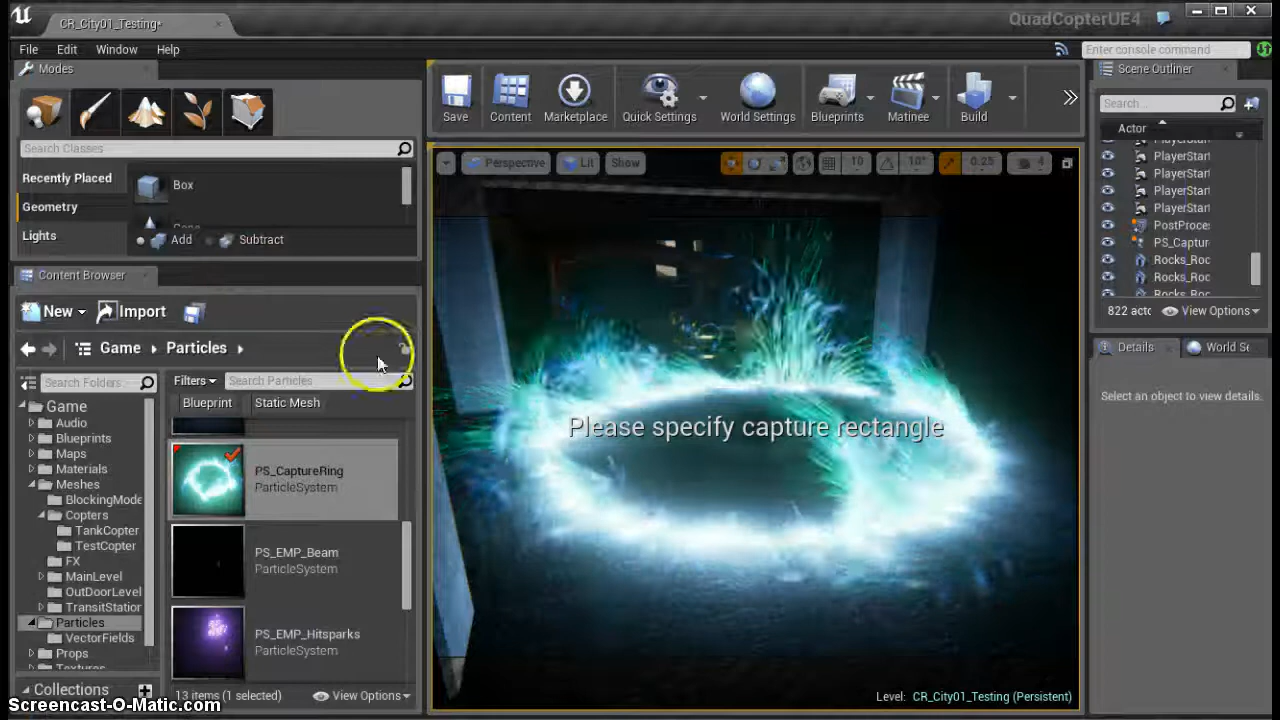 CR_City01_Testing*
QuadCopterUE4
File Edit Window Help
Enter console command
Modes
Search Classes
Recently Placed
Geometry
Lights
Box
Add
Subtract
Save
Content
Marketplace
Quick Settings
World Settings
Blueprints
Matinee
Build
Perspective
Lit
Show
10
10°
0.25
4
Please specify capture rectangle
Level: CR_City01_Testing (Persistent)
Content Browser
New
Import
Game
Particles
Search Folders
Filters
Search Particles
Blueprint
Static Mesh
Game
Audio
Blueprints
Maps
Materials
Meshes
BlockingMode
Copters
TankCopter
TestCopter
FX
MainLevel
OutDoorLevel
TransitStation
Particles
VectorFields
Props
Textures
Collections
PS_CaptureRing
ParticleSystem
PS_EMP_Beam
ParticleSystem
PS_EMP_Hitsparks
ParticleSystem
13 items (1 selected)
View Options
Scene Outliner
Search...
Actor
PlayerStart
PlayerStart
PlayerStart
PlayerStart
PostProce
PS_Captur
Rocks_Roc
Rocks_Roc
Rocks_Roc
822 acto
View Options
Details
World Se
Select an object to view details.
Screencast-O-Matic.com